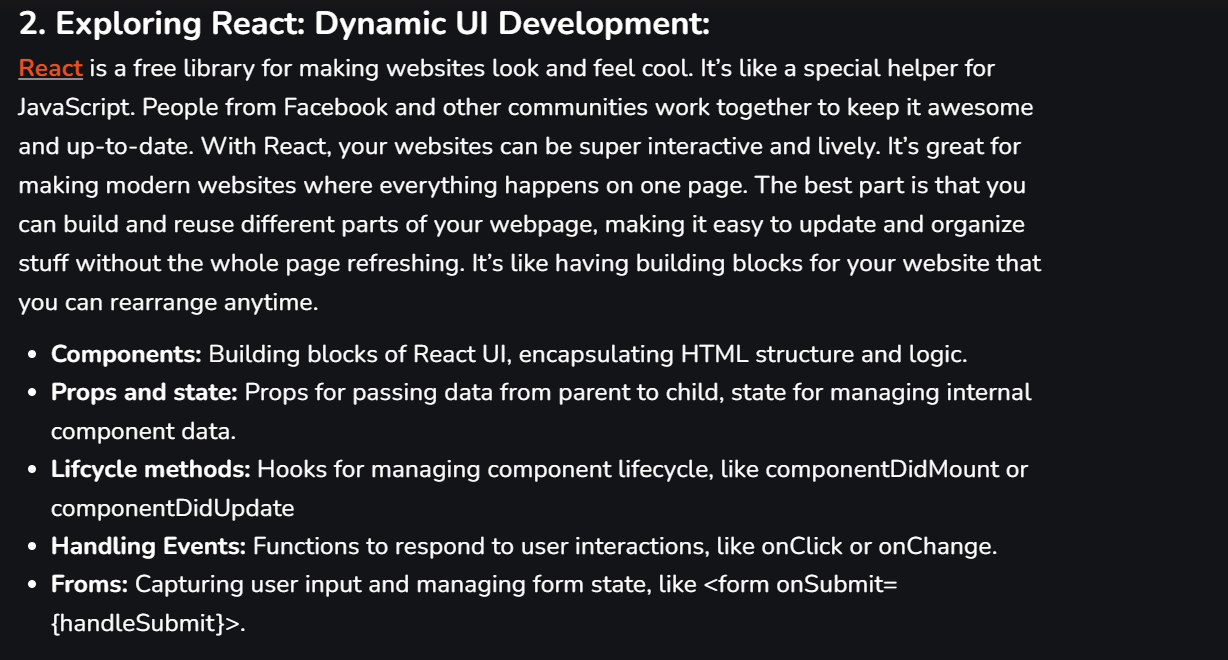 2. Exploring React: Dynamic UI Development:
React is a free library for making websites look and feel cool. It’s like a special helper for
JavaScript. People from Facebook and other communities work together to keep it awesome
and up-to-date. With React, your websites can be super interactive and lively. It’s great for
making modern websites where everything happens on one page. The best part is that you
can build and reuse different parts of your webpage, making it easy to update and organize
stuff without the whole page refreshing. It’s like having building blocks for your website that
you can rearrange anytime.
• Components: Building blocks of React UI, encapsulating HTML structure and logic.
• Props and state: Props for passing data from parent to child, state for managing internal
component data.
• Lifcycle methods: Hooks for managing component lifecycle, like componentDidMount or
componentDidUpdate
• Handling Events: Functions to respond to user interactions, like onClick or onChange.
• Froms: Capturing user input and managing form state, like <form onSubmit=
{handleSubmit}>.